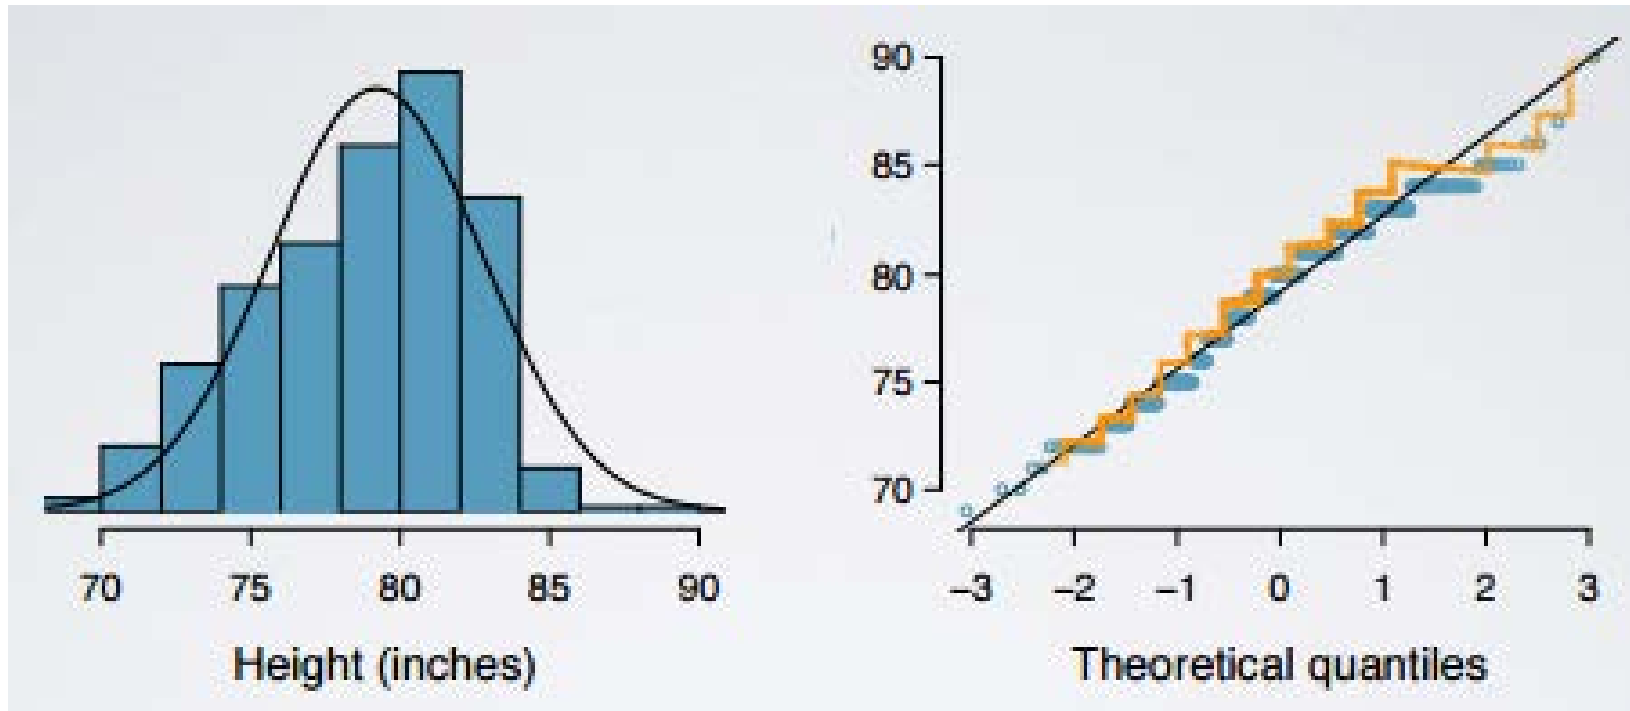 70 75 80 85 90
Height (inches)
90
85
80
75
70
−3 −2 −1 0 1 2 3
Theoretical quantiles